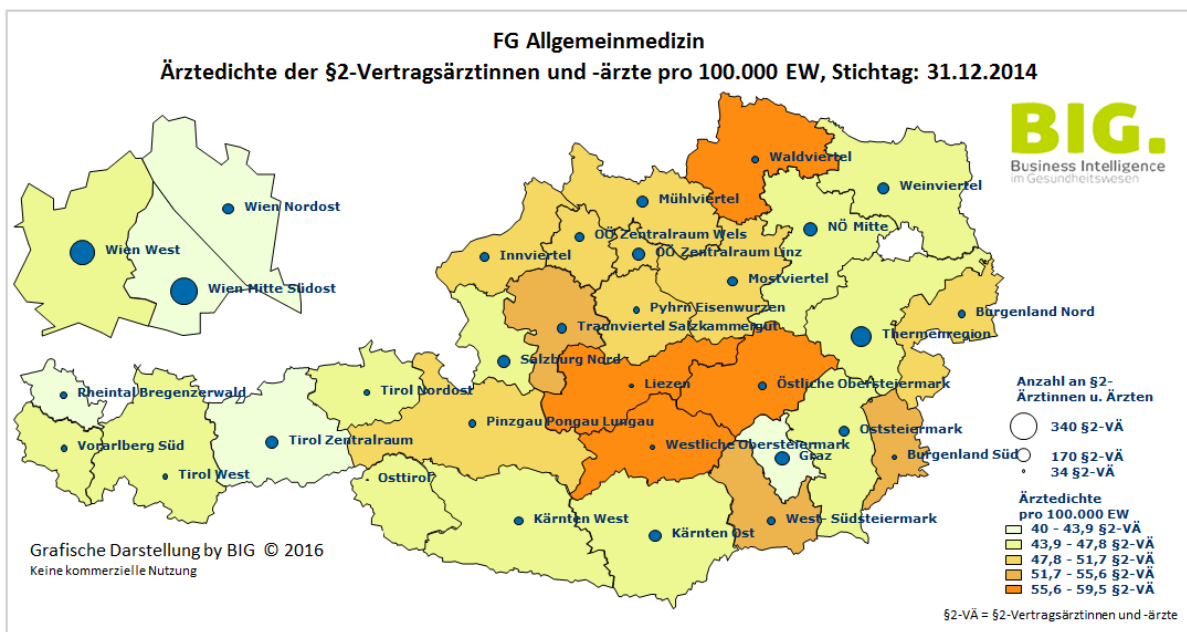 FG Allgemeinmedizin
Ärztedichte der §2-Vertragsärztinnen und -ärzte pro 100.000 EW, Stichtag: 31.12.2014
BIG.
Business Intelligence
im Gesundheitswesen
Waldviertel
Weinviertel
Mühlviertel
Wien Nordost
NÖ Mitte
OÖ Zentralraum Wels
Wien West
OÖ Zentralraum Linz
Innviertel
Mostviertel
Wien Mitte Südost
Pyhrn Eisenwurzen
Burgenland Nord
Traunviertel Salzkammergut
Thermenregion
Salzburg Nord
Liezen
Östliche Obersteiermark
Rheintal Bregenzerwald
Tirol Nordost
Pinzgau Pongau Lungau
Oststeiermark
Vorarlberg Süd
Tirol Zentralraum
Westliche Obersteiermark
Graz
Burgenland Süd
Tirol West
Osttirol
Kärnten West
West- Südsteiermark
Kärnten Ost
Anzahl an §2-
Ärztinnen u. Ärzten
340 §2-VÄ
170 §2-VÄ
34 §2-VÄ
Ärztedichte
pro 100.000 EW
40 - 43,9 §2-VÄ
43,9 - 47,8 §2-VÄ
47,8 - 51,7 §2-VÄ
51,7 - 55,6 §2-VÄ
55,6 - 59,5 §2-VÄ
Grafische Darstellung by BIG © 2016
Keine kommerzielle Nutzung
§2-VÄ = §2-Vertragsärztinnen und -ärzte